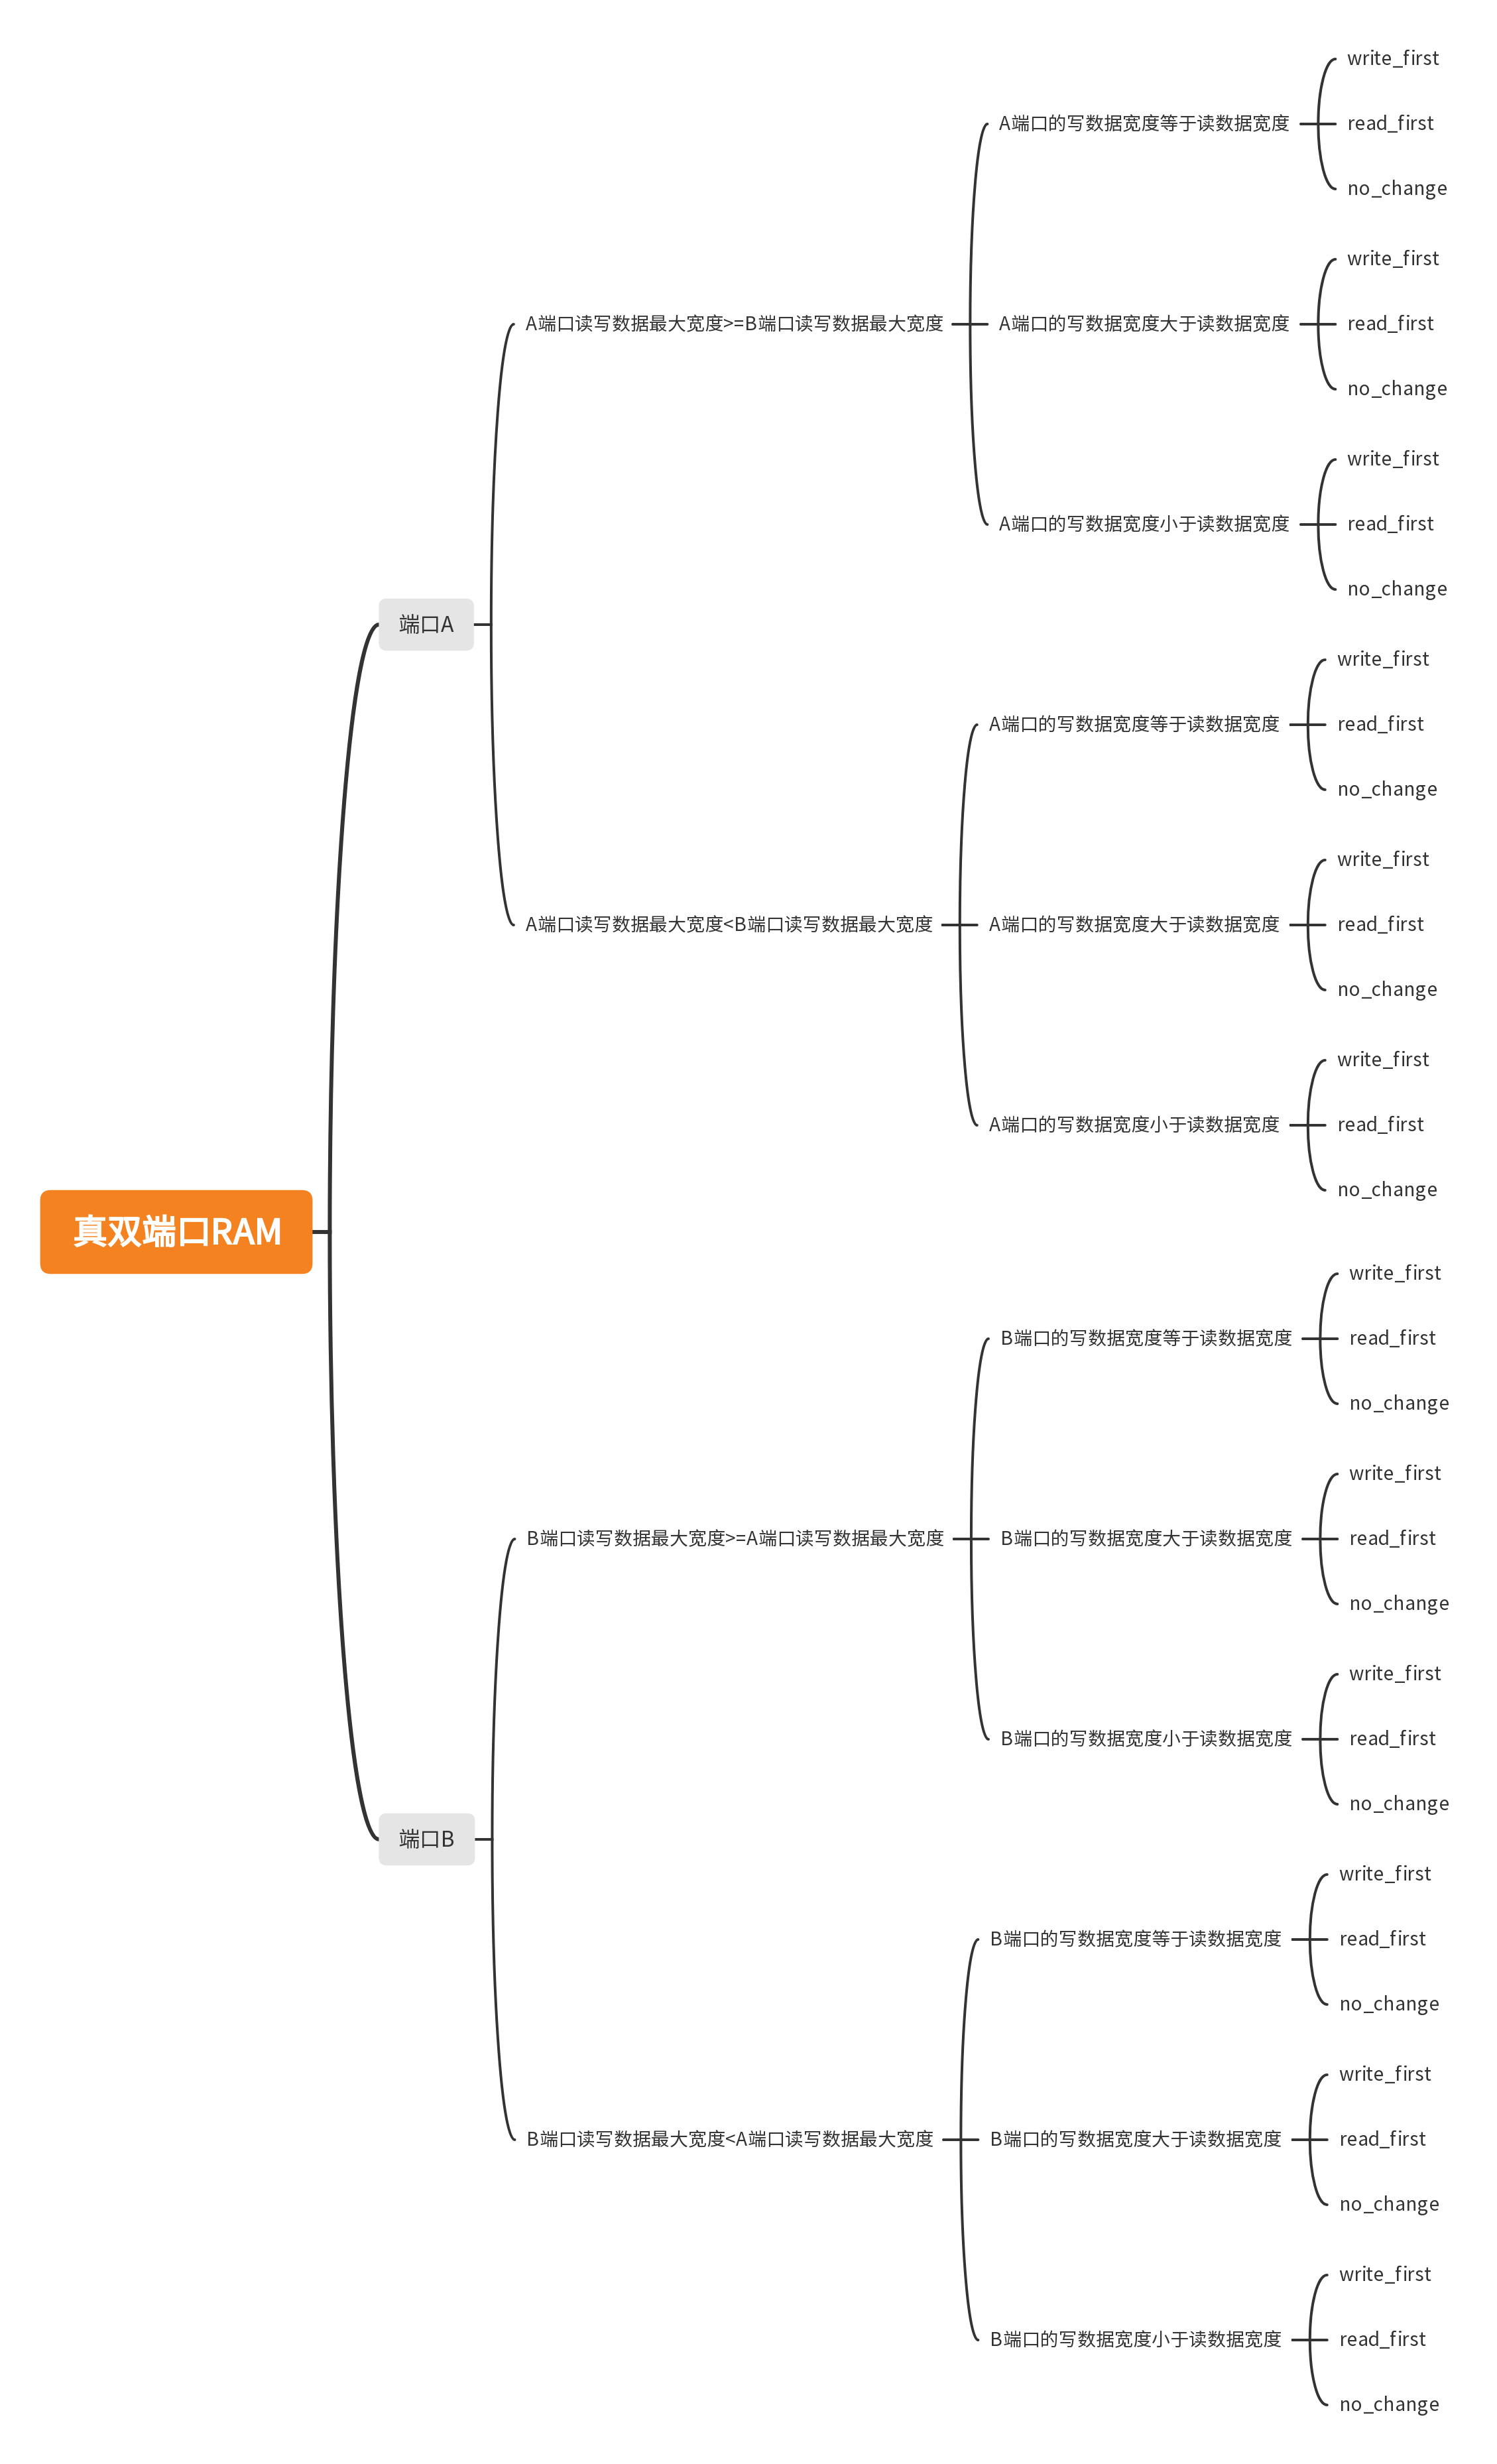 真双端口RAM
端口A
A端口读写数据最大宽度>=B端口读写数据最大宽度
A端口的写数据宽度等于读数据宽度
write_first
read_first
no_change
A端口的写数据宽度大于读数据宽度
write_first
read_first
no_change
A端口的写数据宽度小于读数据宽度
write_first
read_first
no_change
A端口读写数据最大宽度<B端口读写数据最大宽度
A端口的写数据宽度等于读数据宽度
write_first
read_first
no_change
A端口的写数据宽度大于读数据宽度
write_first
read_first
no_change
A端口的写数据宽度小于读数据宽度
write_first
read_first
no_change
端口B
B端口读写数据最大宽度>=A端口读写数据最大宽度
B端口的写数据宽度等于读数据宽度
write_first
read_first
no_change
B端口的写数据宽度大于读数据宽度
write_first
read_first
no_change
B端口的写数据宽度小于读数据宽度
write_first
read_first
no_change
B端口读写数据最大宽度<A端口读写数据最大宽度
B端口的写数据宽度等于读数据宽度
write_first
read_first
no_change
B端口的写数据宽度大于读数据宽度
write_first
read_first
no_change
B端口的写数据宽度小于读数据宽度
write_first
read_first
no_change